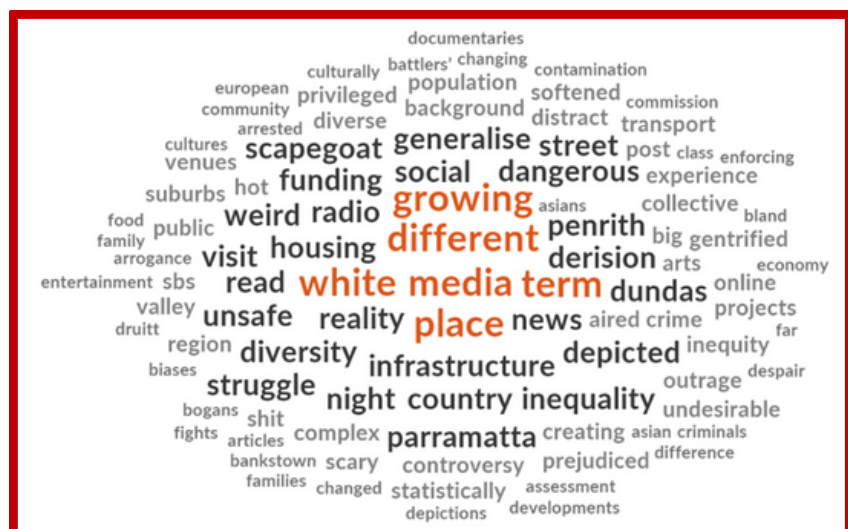 documentaries
culturally battlers' changing contamination
european privileged population softened
community arrested diverse background distract commission transport
cultures venues scapegoat generalise street post class enforcing
suburbs hot funding social dangerous experience
food public weird radio growing asians penrith collective bland
family arrogance visit housing different derision big gentrified
entertainment sbs read white media term dundas arts online economy
valley unsafe reality place news aired crime projects
druitt region diversity infrastructure depicted inequity far
biases struggle night country inequality outrage despair
bogans shit undesirable
fights articles complex parramatta creating asian criminals
bankstown scary controversy prejudiced difference
families changed statistically assessment
depictions developments